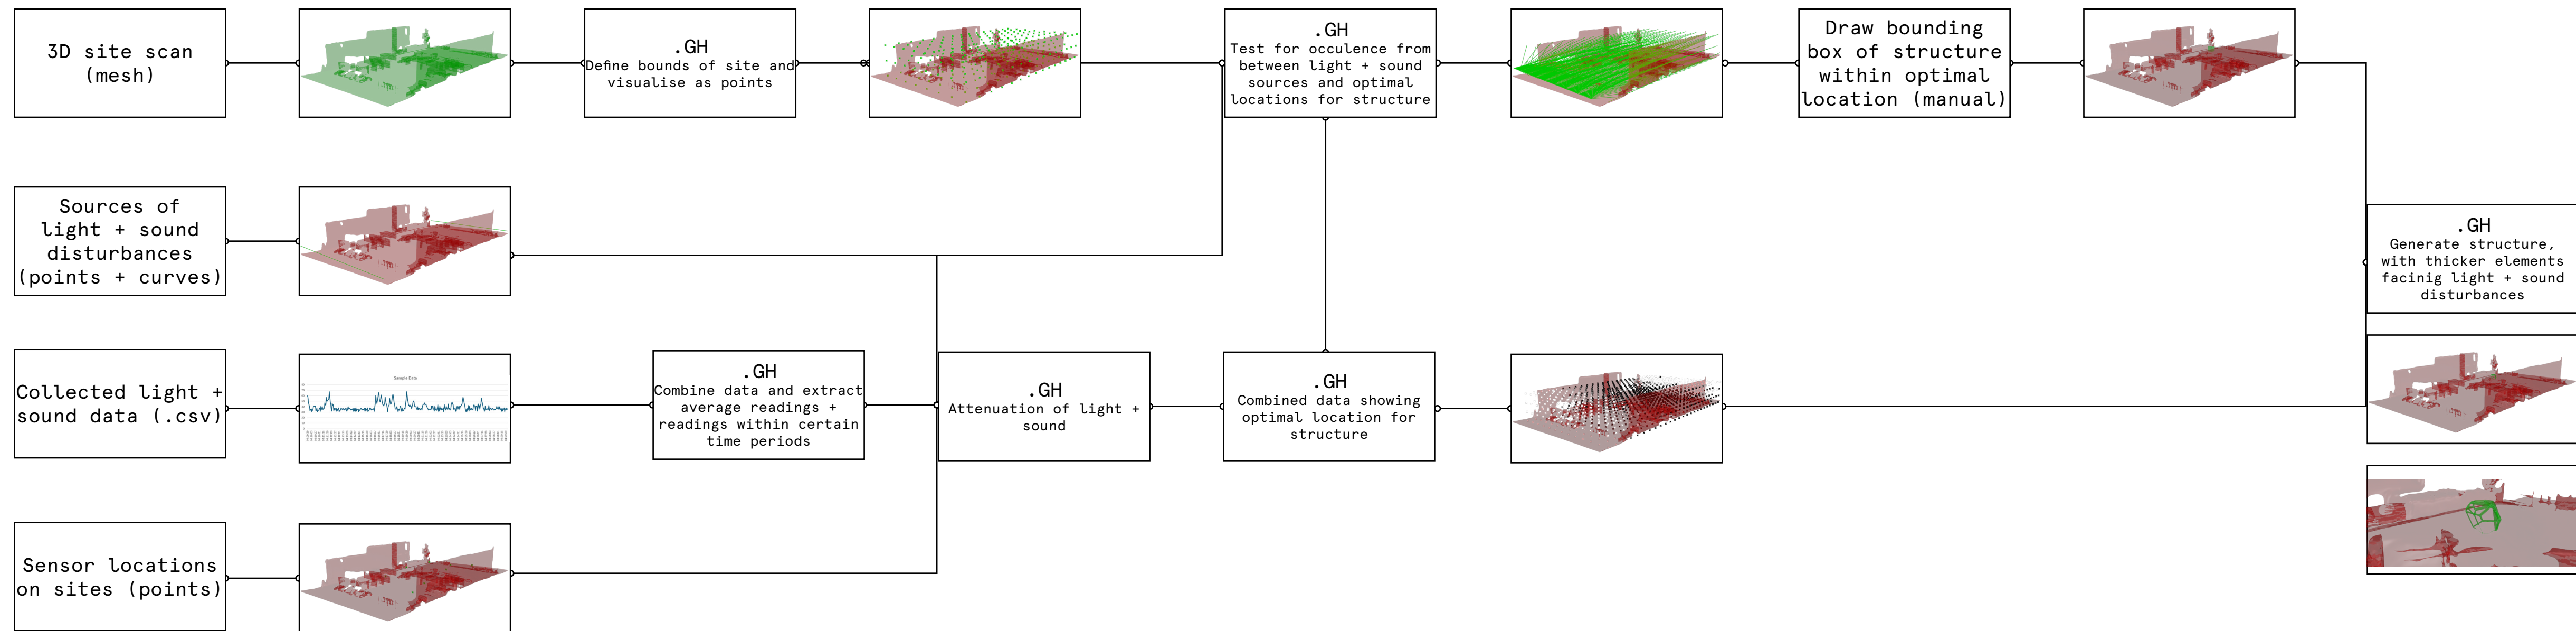 3D site scan
(mesh)
.GH
Define bounds of site and
visualise as points
.GH
Test for occulence from
between light + sound
sources and optimal
locations for structure
Draw bounding
box of structure
within optimal
location (manual)
Sources of
light + sound
disturbances
(points + curves)
.GH
Generate structure,
with thicker elements
facinig light + sound
disturbances
Collected light +
sound data (.csv)
Sample Data
.GH
Combine data and extract
average readings +
readings within certain
time periods
.GH
Attenuation of light +
sound
.GH
Combined data showing
optimal location for
structure
Sensor locations
on sites (points)